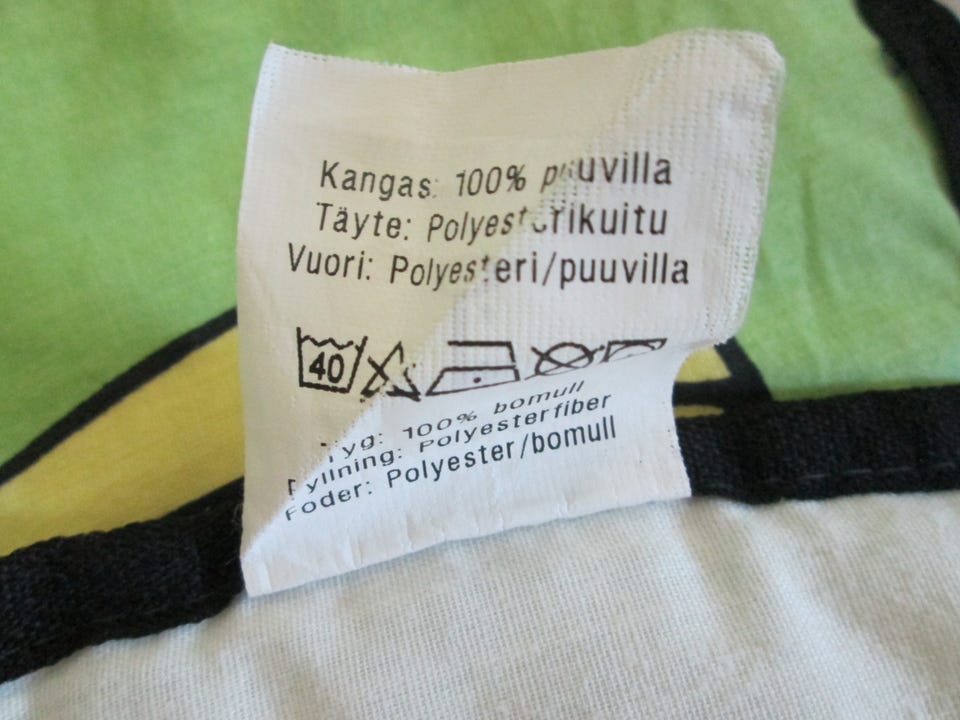 Kangas: 100% puuvilla
Täyte: Polyesterikuitu
Vuori: Polyesteri/puuvilla
40
Tyg: 100% bomull
Fyllning: Polyesterfiber
Foder: Polyester/bomull